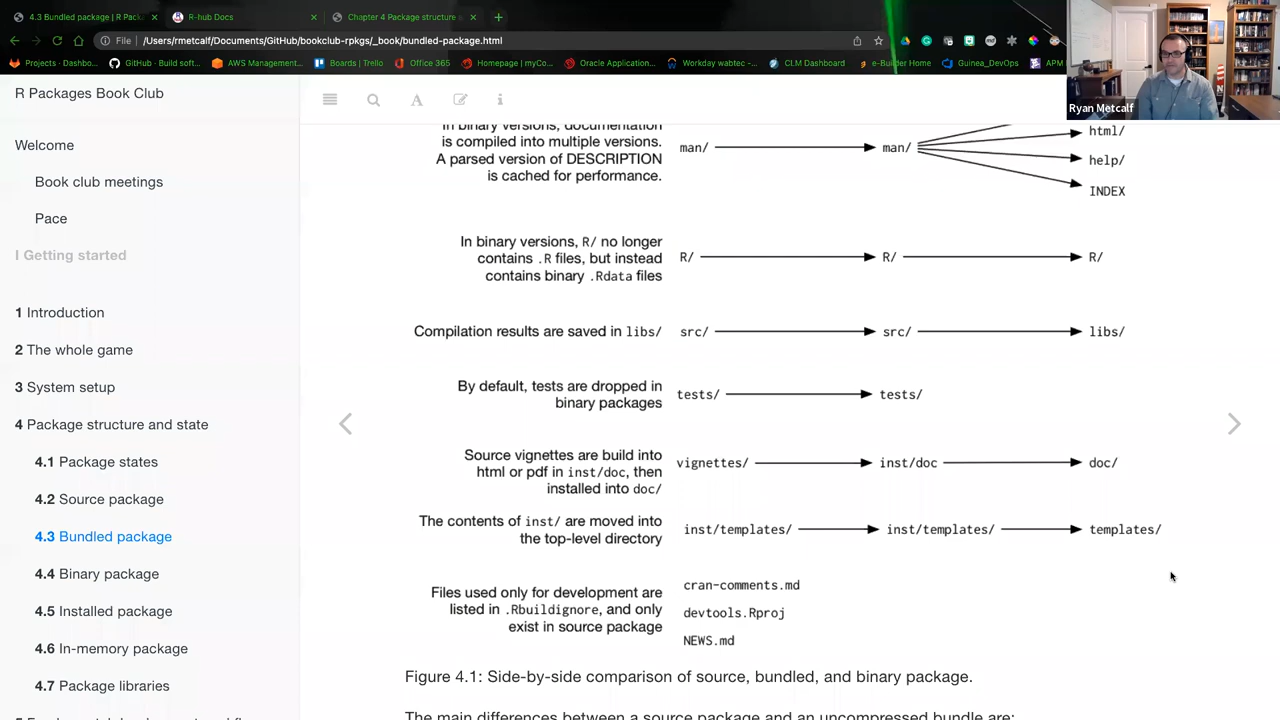 4.3 Bundled package | R Pack
R-hub Docs
Chapter 4 Package structure a
File
/Users/rmetcalf/Documents/GitHub/bookclub-rpkgs/_book/bundled-package.html
Projects - Dashbo...
GitHub · Build soft...
AWS Management...
Boards | Trello
Office 365
Homepage | myCo...
Oracle Application...
Workday wabtec -...
CLM Dashboard
e-Builder Home
Guinea_DevOps
APM
Ryan Metcalf
R Packages Book Club
Welcome
Book club meetings
Pace
I Getting started
1 Introduction
2 The whole game
3 System setup
4 Package structure and state
4.1 Package states
4.2 Source package
4.3 Bundled package
4.4 Binary package
4.5 Installed package
4.6 In-memory package
4.7 Package libraries
In binary versions, documentation
is compiled into multiple versions.
A parsed version of DESCRIPTION
is cached for performance.
man/
man/
html/
help/
INDEX
In binary versions, R/ no longer
contains .R files, but instead
contains binary .Rdata files
R/
R/
R/
Compilation results are saved in libs/
src/
src/
libs/
By default, tests are dropped in
binary packages
tests/
tests/
Source vignettes are build into
html or pdf in inst/doc, then
installed into doc/
vignettes/
inst/doc
doc/
The contents of inst/ are moved into
the top-level directory
inst/templates/
inst/templates/
templates/
Files used only for development are
listed in .Rbuildignore, and only
exist in source package
cran-comments.md
devtools.Rproj
NEWS.md
Figure 4.1: Side-by-side comparison of source, bundled, and binary package.
The main differences between a source package and an uncompressed bundle are: